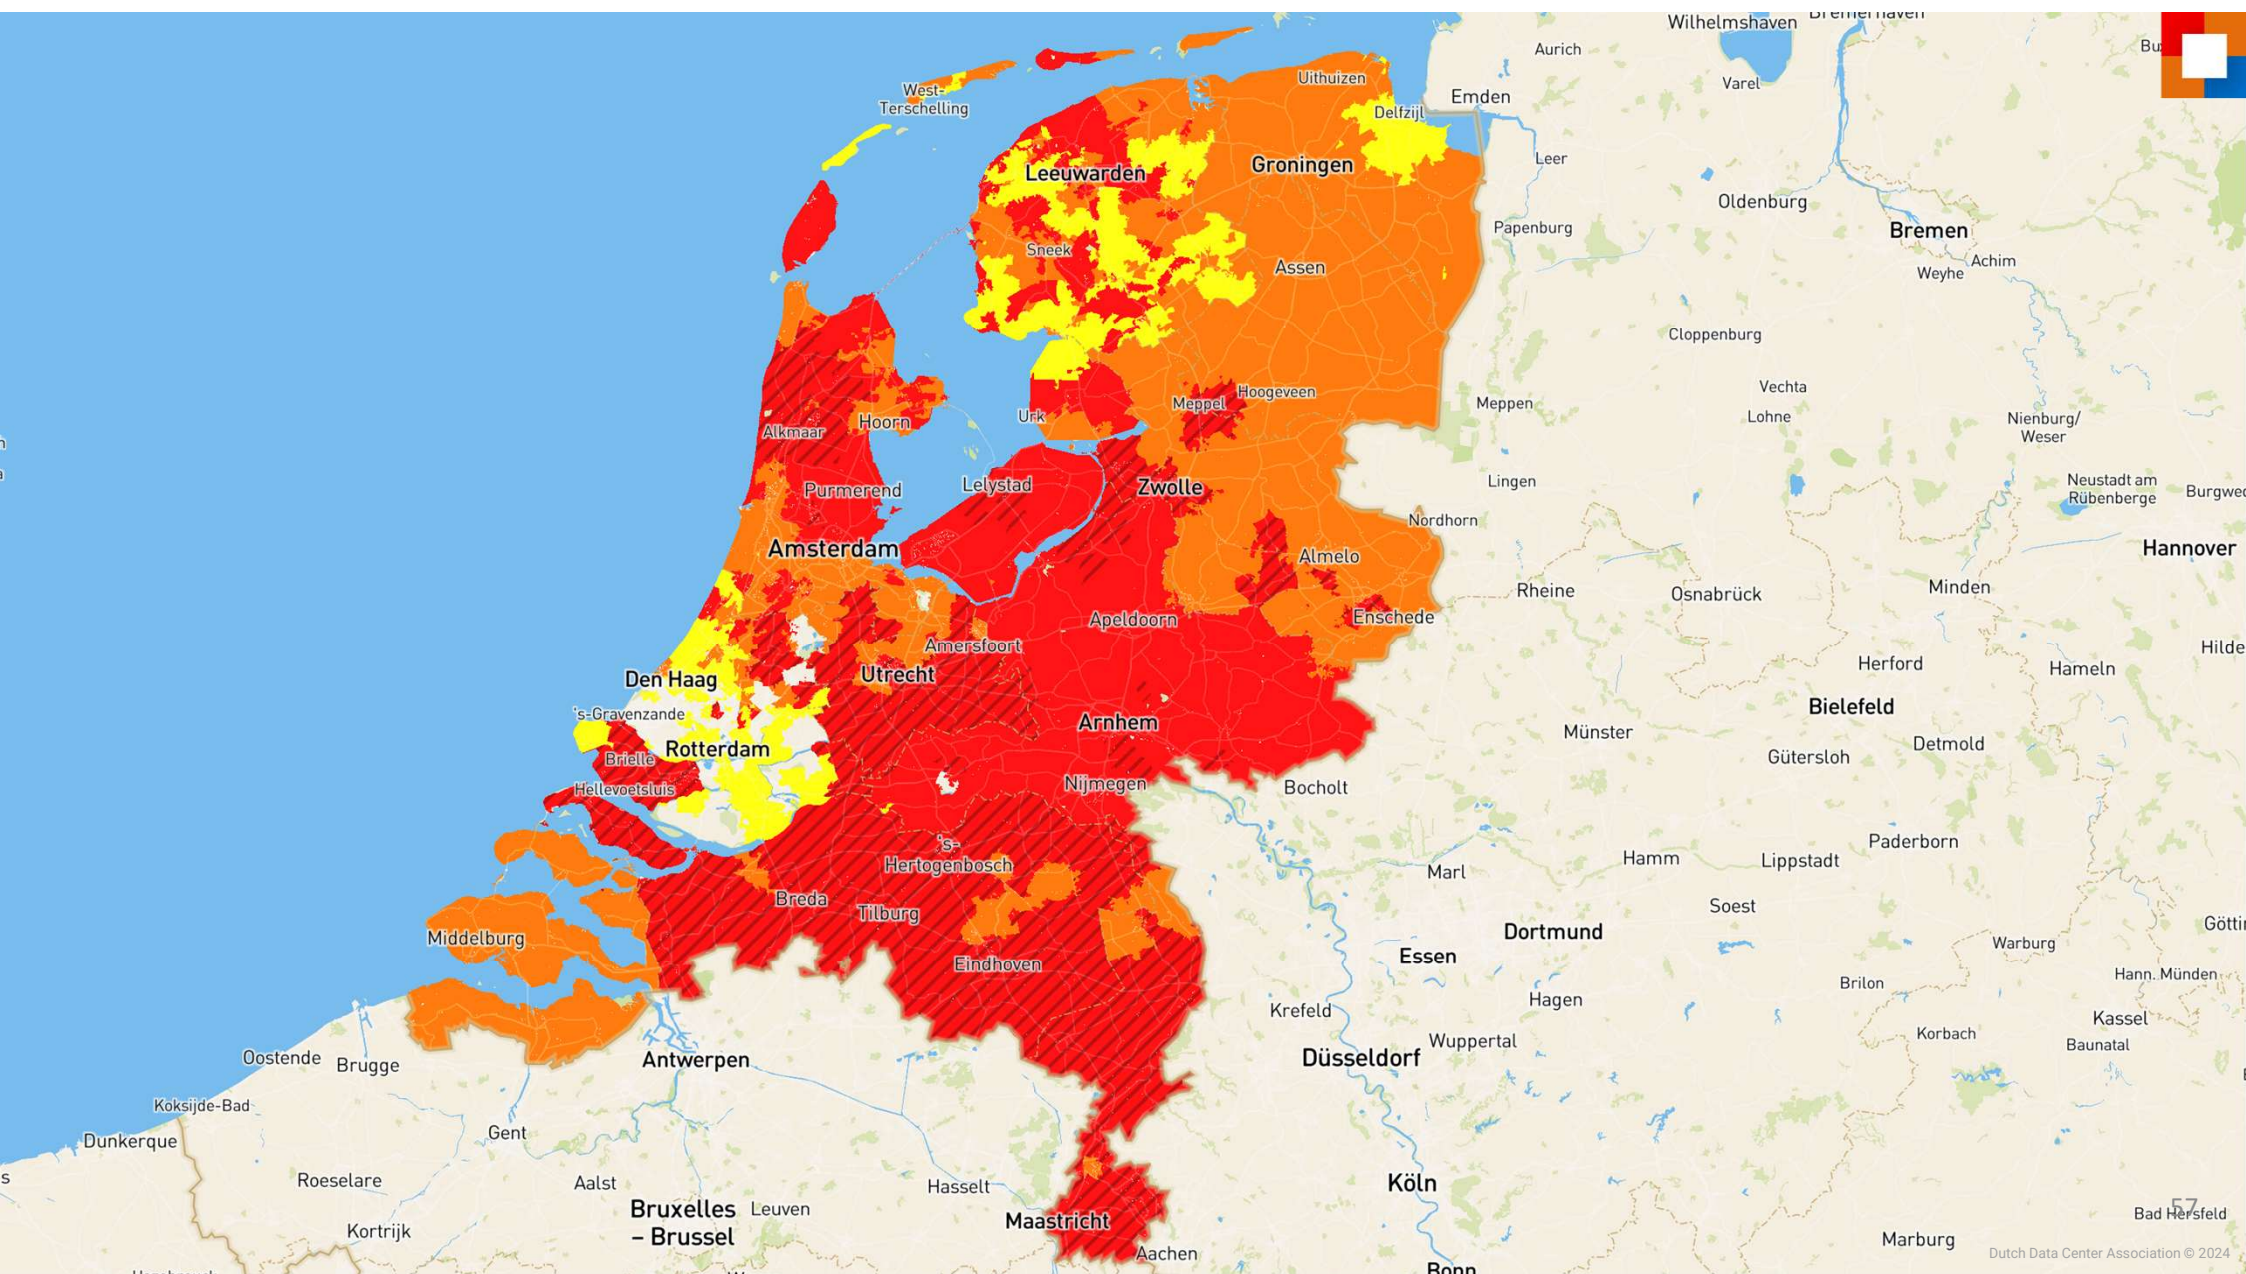 Wilhelmshaven
Bremerhaven
Aurich
Varel
Uithuizen
West-
Terschelling
Emden
Delfzijl
Leer
Leeuwarden
Groningen
Oldenburg
Papenburg
Bremen
Sneek
Assen
Achim
Weyhe
Cloppenburg
Vechta
Hoogeveen
Meppel
Meppen
Urk
Lohne
Nienburg/
Weser
Hoorn
Alkmaar
Lingen
Neustadt am
Rübenberge
Purmerend
Lelystad
Zwolle
Nordhorn
Amsterdam
Almelo
Hannover
Minden
Rheine
Osnabrück
Apeldoorn
Enschede
Amersfoort
Utrecht
Den Haag
Herford
Hameln
's-Gravenzande
Bielefeld
Arnhem
Münster
Rotterdam
Detmold
Brielle
Gütersloh
Nijmegen
Bocholt
Hellevoetsluis
's-
Hertogenbosch
Paderborn
Hamm
Lippstadt
Marl
Breda
Tilburg
Soest
Dortmund
Middelburg
Warburg
Essen
Eindhoven
Hann. Münden
Brilon
Hagen
Krefeld
Kassel
Korbach
Wuppertal
Baunatal
Oostende
Brugge
Antwerpen
Düsseldorf
Koksijde-Bad
Dunkerque
Gent
Roeselare
Aalst
Hasselt
Köln
Bruxelles
– Brussel
Leuven
57
Bad Hersfeld
Maastricht
Kortrijk
Marburg
Aachen
Dutch Data Center Association © 2024
Bonn